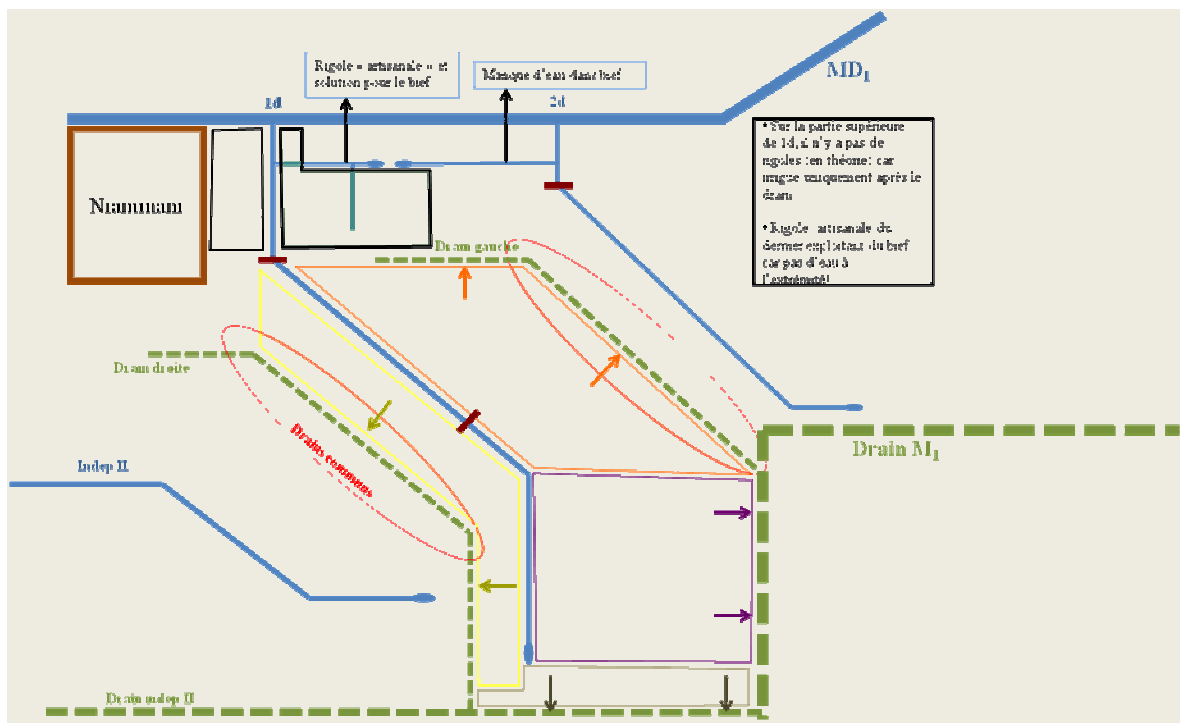 Rigole « artisanale » et
solution pour le bief
Manque d'eau dans bief
MD1
1d
2d
• Sur la partie supérieure
de 1d, il n'y a pas de
rigoles (en théorie) car
irrigue uniquement après le
drain
• Rigole artisanale du
dernier exploitant du bief
car pas d'eau à
l'extrémité!
Niaminani
Drain gauche
Drain droite
Drains communs
Drain M1
Indep II
Drain indep II